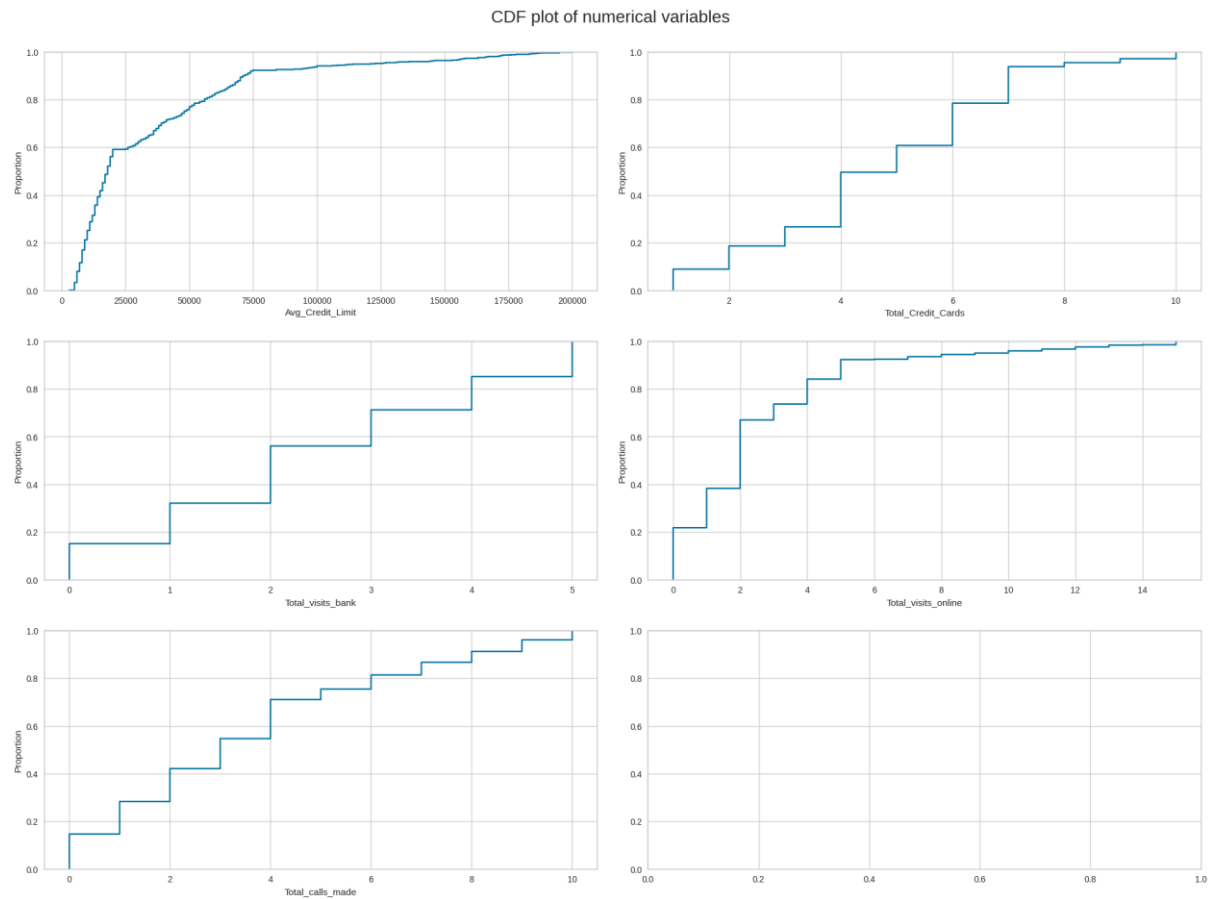 CDF plot of numerical variables
1.0
0.8
0.6
0.4
0.2
0.0
Proportion
0 25000 50000 75000 100000 125000 150000 175000 200000
Avg_Credit_Limit
1.0
0.8
0.6
0.4
0.2
0.0
Proportion
2 4 6 8 10
Total_Credit_Cards
1.0
0.8
0.6
0.4
0.2
0.0
Proportion
0 1 2 3 4 5
Total_visits_bank
1.0
0.8
0.6
0.4
0.2
0.0
Proportion
0 2 4 6 8 10 12 14
Total_visits_online
1.0
0.8
0.6
0.4
0.2
0.0
Proportion
0 2 4 6 8 10
Total_calls_made
1.0
0.8
0.6
0.4
0.2
0.0
0.0 0.2 0.4 0.6 0.8 1.0